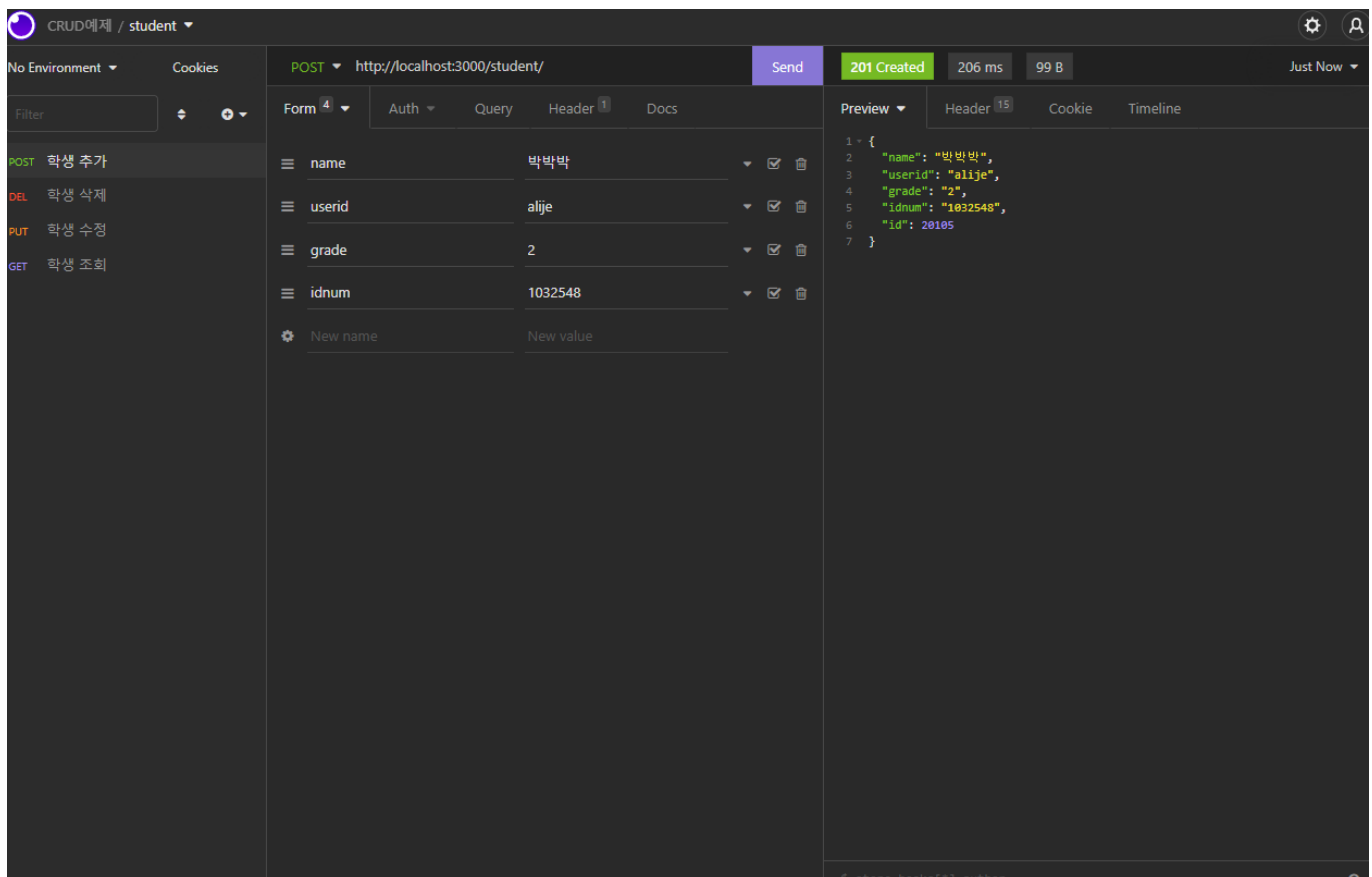 CRUD예제 / student
No Environment Cookies
Filter
POST 학생 추가
DEL 학생 삭제
PUT 학생 수정
GET 학생 조회
POST http://localhost:3000/student/ Send
Form 4 Auth Query Header 1 Docs
name 박박박
userid alije
grade 2
idnum 1032548
New name New value
201 Created 206 ms 99 B Just Now
Preview Header 15 Cookie Timeline
1 {
2 "name": "박박박",
3 "userid": "alije",
4 "grade": "2",
5 "idnum": "1032548",
6 "id": 20105
7 }